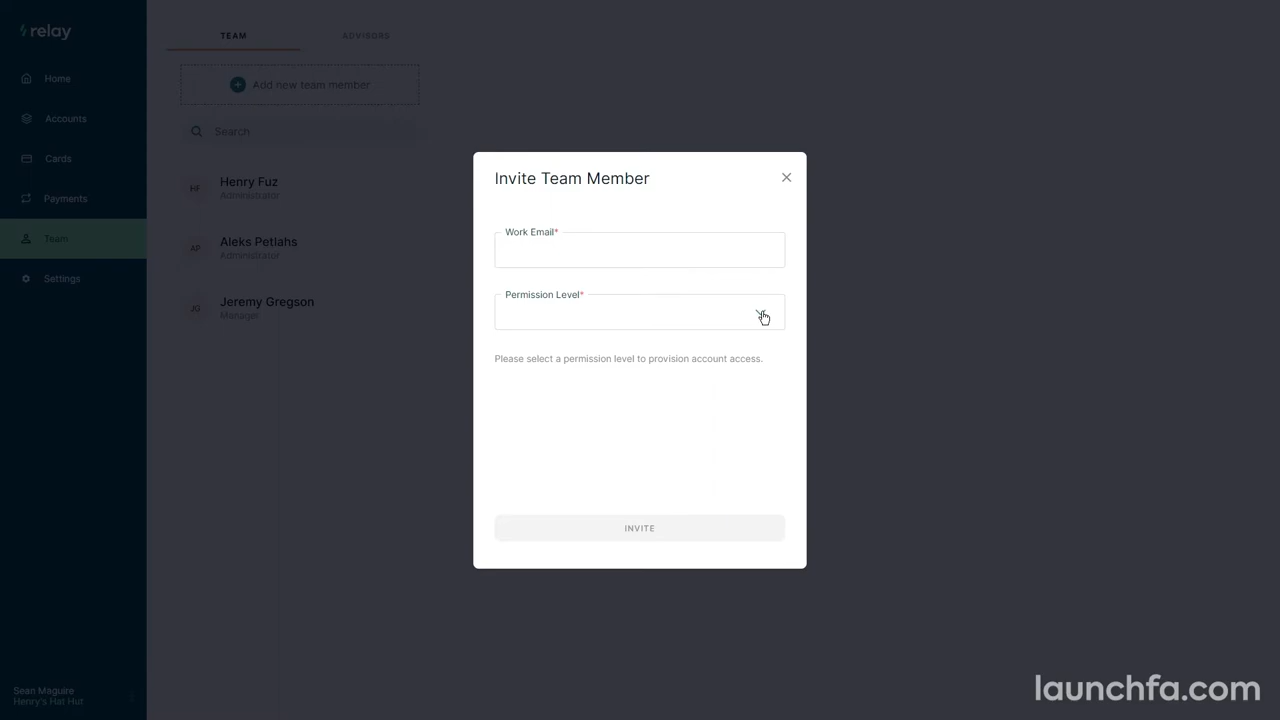 relay
Home
Accounts
Cards
Payments
Team
Settings
Sean Maguire
Henry's Hat Hut
TEAM
ADVISORS
Add new team member
Search
HF
Henry Fuz
Administrator
AP
Aleks Petlahs
Administrator
JG
Jeremy Gregson
Manager
Invite Team Member
Work Email*
Permission Level*
Please select a permission level to provision account access.
INVITE
launchfa.com